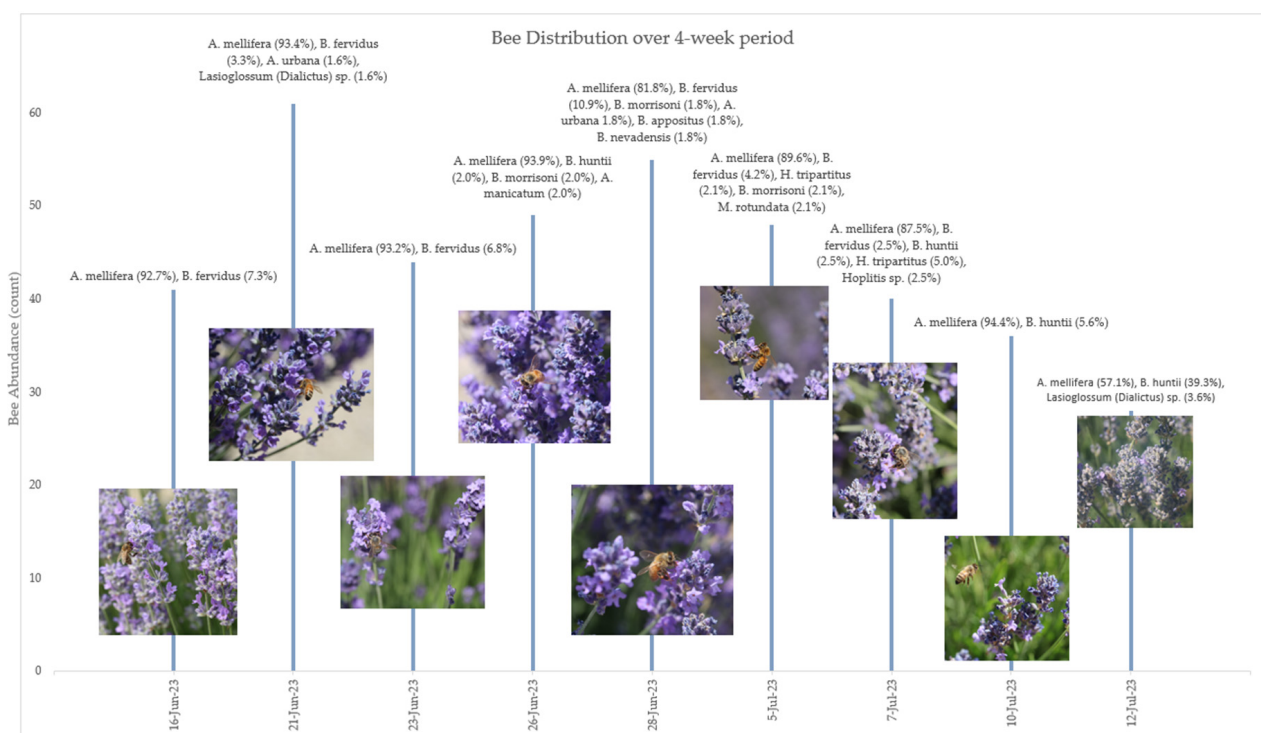 Bee Distribution over 4-week period
A. mellifera (93.4%), B. fervidus
(3.3%), A. urbana (1.6%),
Lasioglossum (Dialictus) sp. (1.6%)
A. mellifera (81.8%), B. fervidus
(10.9%), B. morrisoni (1.8%), A.
urbana 1.8%), B. appositus (1.8%),
B. nevadensis (1.8%)
A. mellifera (93.9%), B. huntii
(2.0%), B. morrisoni (2.0%), A.
manicatum (2.0%)
A. mellifera (89.6%), B.
fervidus (4.2%), H. tripartitus
(2.1%), B. morrisoni (2.1%),
M. rotundata (2.1%)
A. mellifera (92.7%), B. fervidus (7.3%)
A. mellifera (93.2%), B. fervidus (6.8%)
A. mellifera (87.5%), B.
fervidus (2.5%), B. huntii
(2.5%), H. tripartitus (5.0%),
Hoplitis sp. (2.5%)
A. mellifera (94.4%), B. huntii (5.6%)
A. mellifera (57.1%), B. huntii (39.3%),
Lasioglossum (Dialictus) sp. (3.6%)
Bee Abundance (count)
60
50
40
30
20
10
0
16-Jun-23
21-Jun-23
23-Jun-23
26-Jun-23
28-Jun-23
5-Jul-23
7-Jul-23
10-Jul-23
12-Jul-23